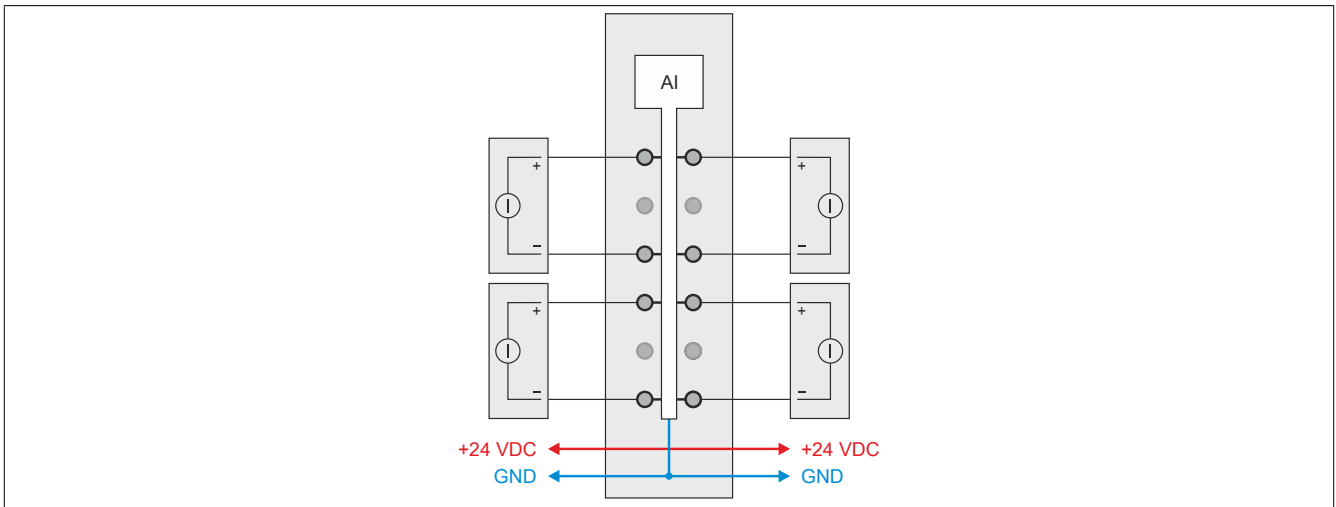 AI
+ +
I I
− −
+ +
I I
− −
+24 VDC +24 VDC
GND GND